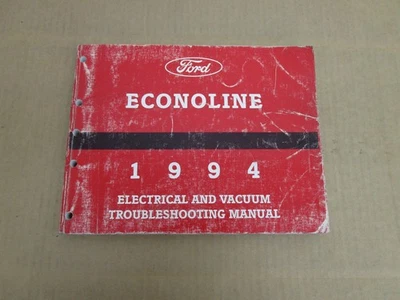 Ford
ECONOLINE
1994
ELECTRICAL AND VACUUM
TROUBLESHOOTING MANUAL